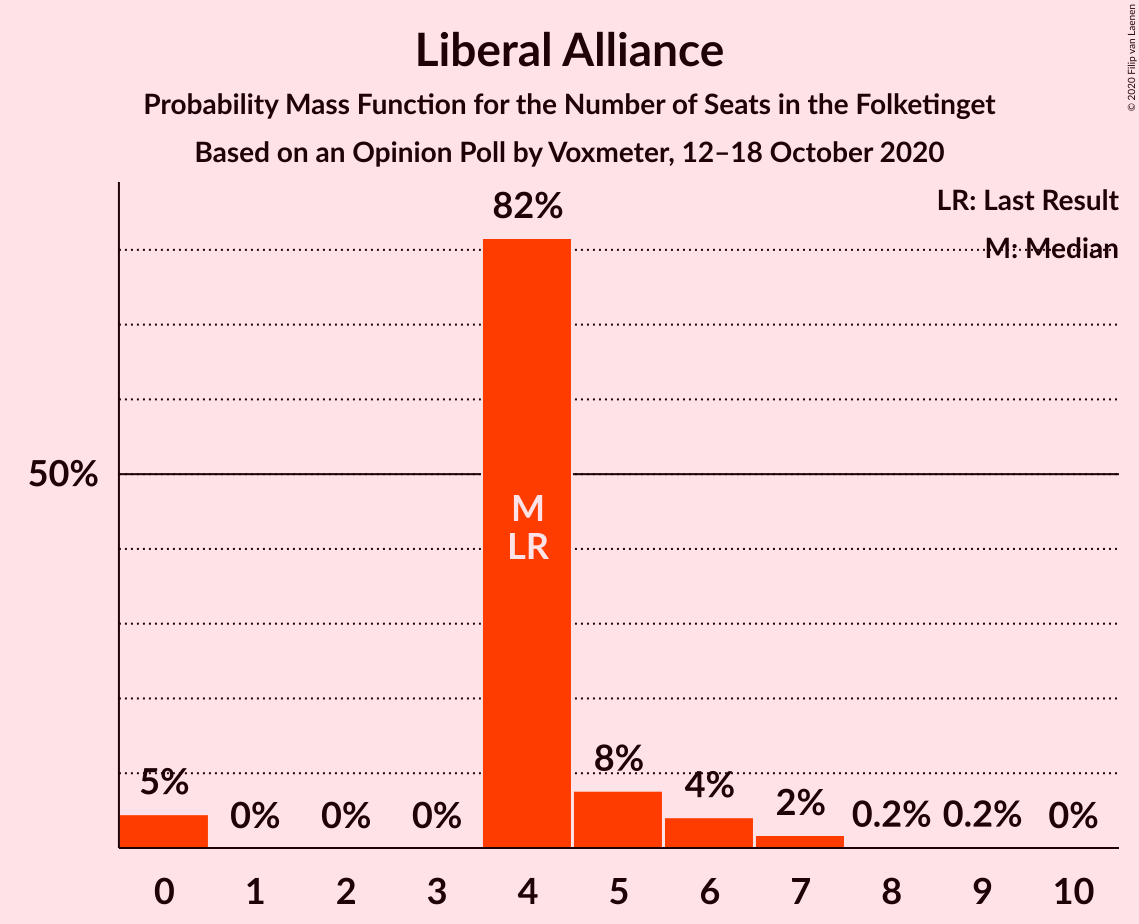 Liberal Alliance
Probability Mass Function for the Number of Seats in the Folketinget
Based on an Opinion Poll by Voxmeter, 12–18 October 2020
© 2020 Filip van Laenen
LR: Last Result
M: Median
82%
50%
M
LR
5%
0%
0%
0%
8%
4%
2%
0.2%
0.2%
0%
0 1 2 3 4 5 6 7 8 9 10